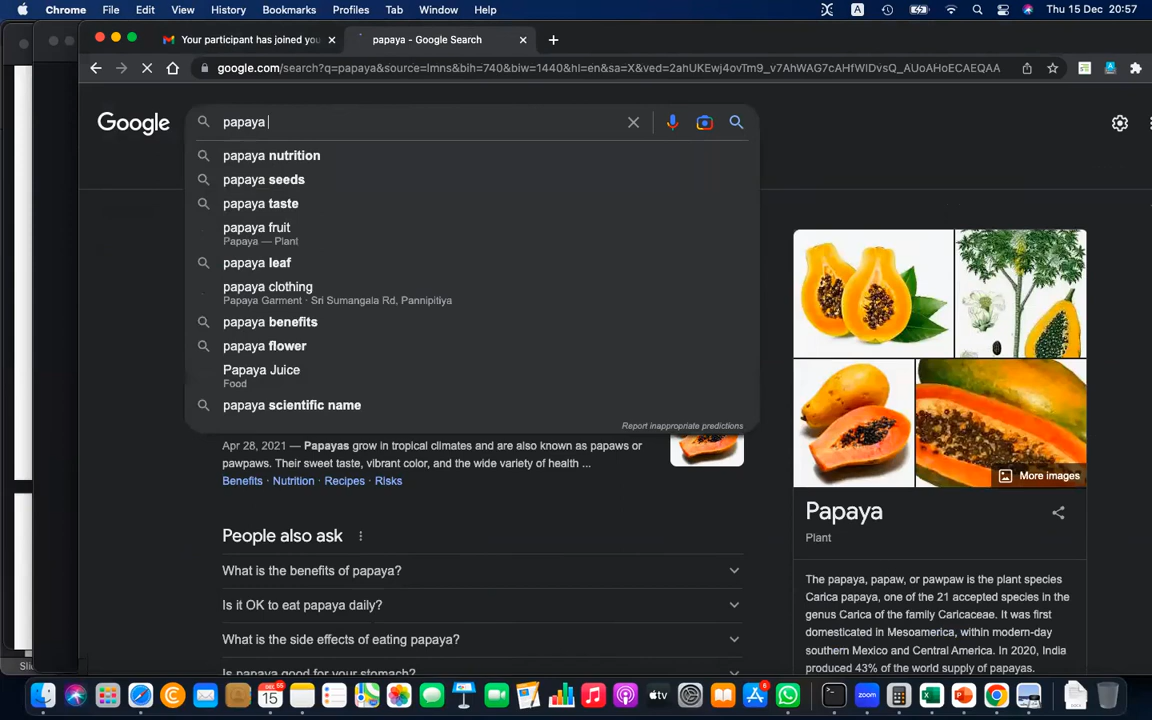 Chrome File Edit View History Bookmarks Profiles Tab Window Help A Thu 15 Dec 20:57
Your participant has joined you
papaya - Google Search
google.com/search?q=papaya&source=lmns&bih=740&biw=1440&hl=en&sa=X&ved=2ahUKEwj4ovTm9_v7AhWAG7cAHfWIDvsQ_AUoAHoECAEQAA
Google
papaya
papaya nutrition
papaya seeds
papaya taste
papaya fruit
Papaya — Plant
papaya leaf
papaya clothing
Papaya Garment · Sri Sumangala Rd, Pannipitiya
papaya benefits
papaya flower
Papaya Juice
Food
papaya scientific name
Report inappropriate predictions
Apr 28, 2021 — Papayas grow in tropical climates and are also known as papaws or
pawpaws. Their sweet taste, vibrant color, and the wide variety of health ...
Benefits · Nutrition · Recipes · Risks
People also ask
What is the benefits of papaya?
Is it OK to eat papaya daily?
What is the side effects of eating papaya?
Is papaya good for your stomach?
More images
Papaya
Plant
The papaya, papaw, or pawpaw is the plant species
Carica papaya, one of the 21 accepted species in the
genus Carica of the family Caricaceae. It was first
domesticated in Mesoamerica, within modern-day
southern Mexico and Central America. In 2020, India
produced 43% of the world supply of papayas.